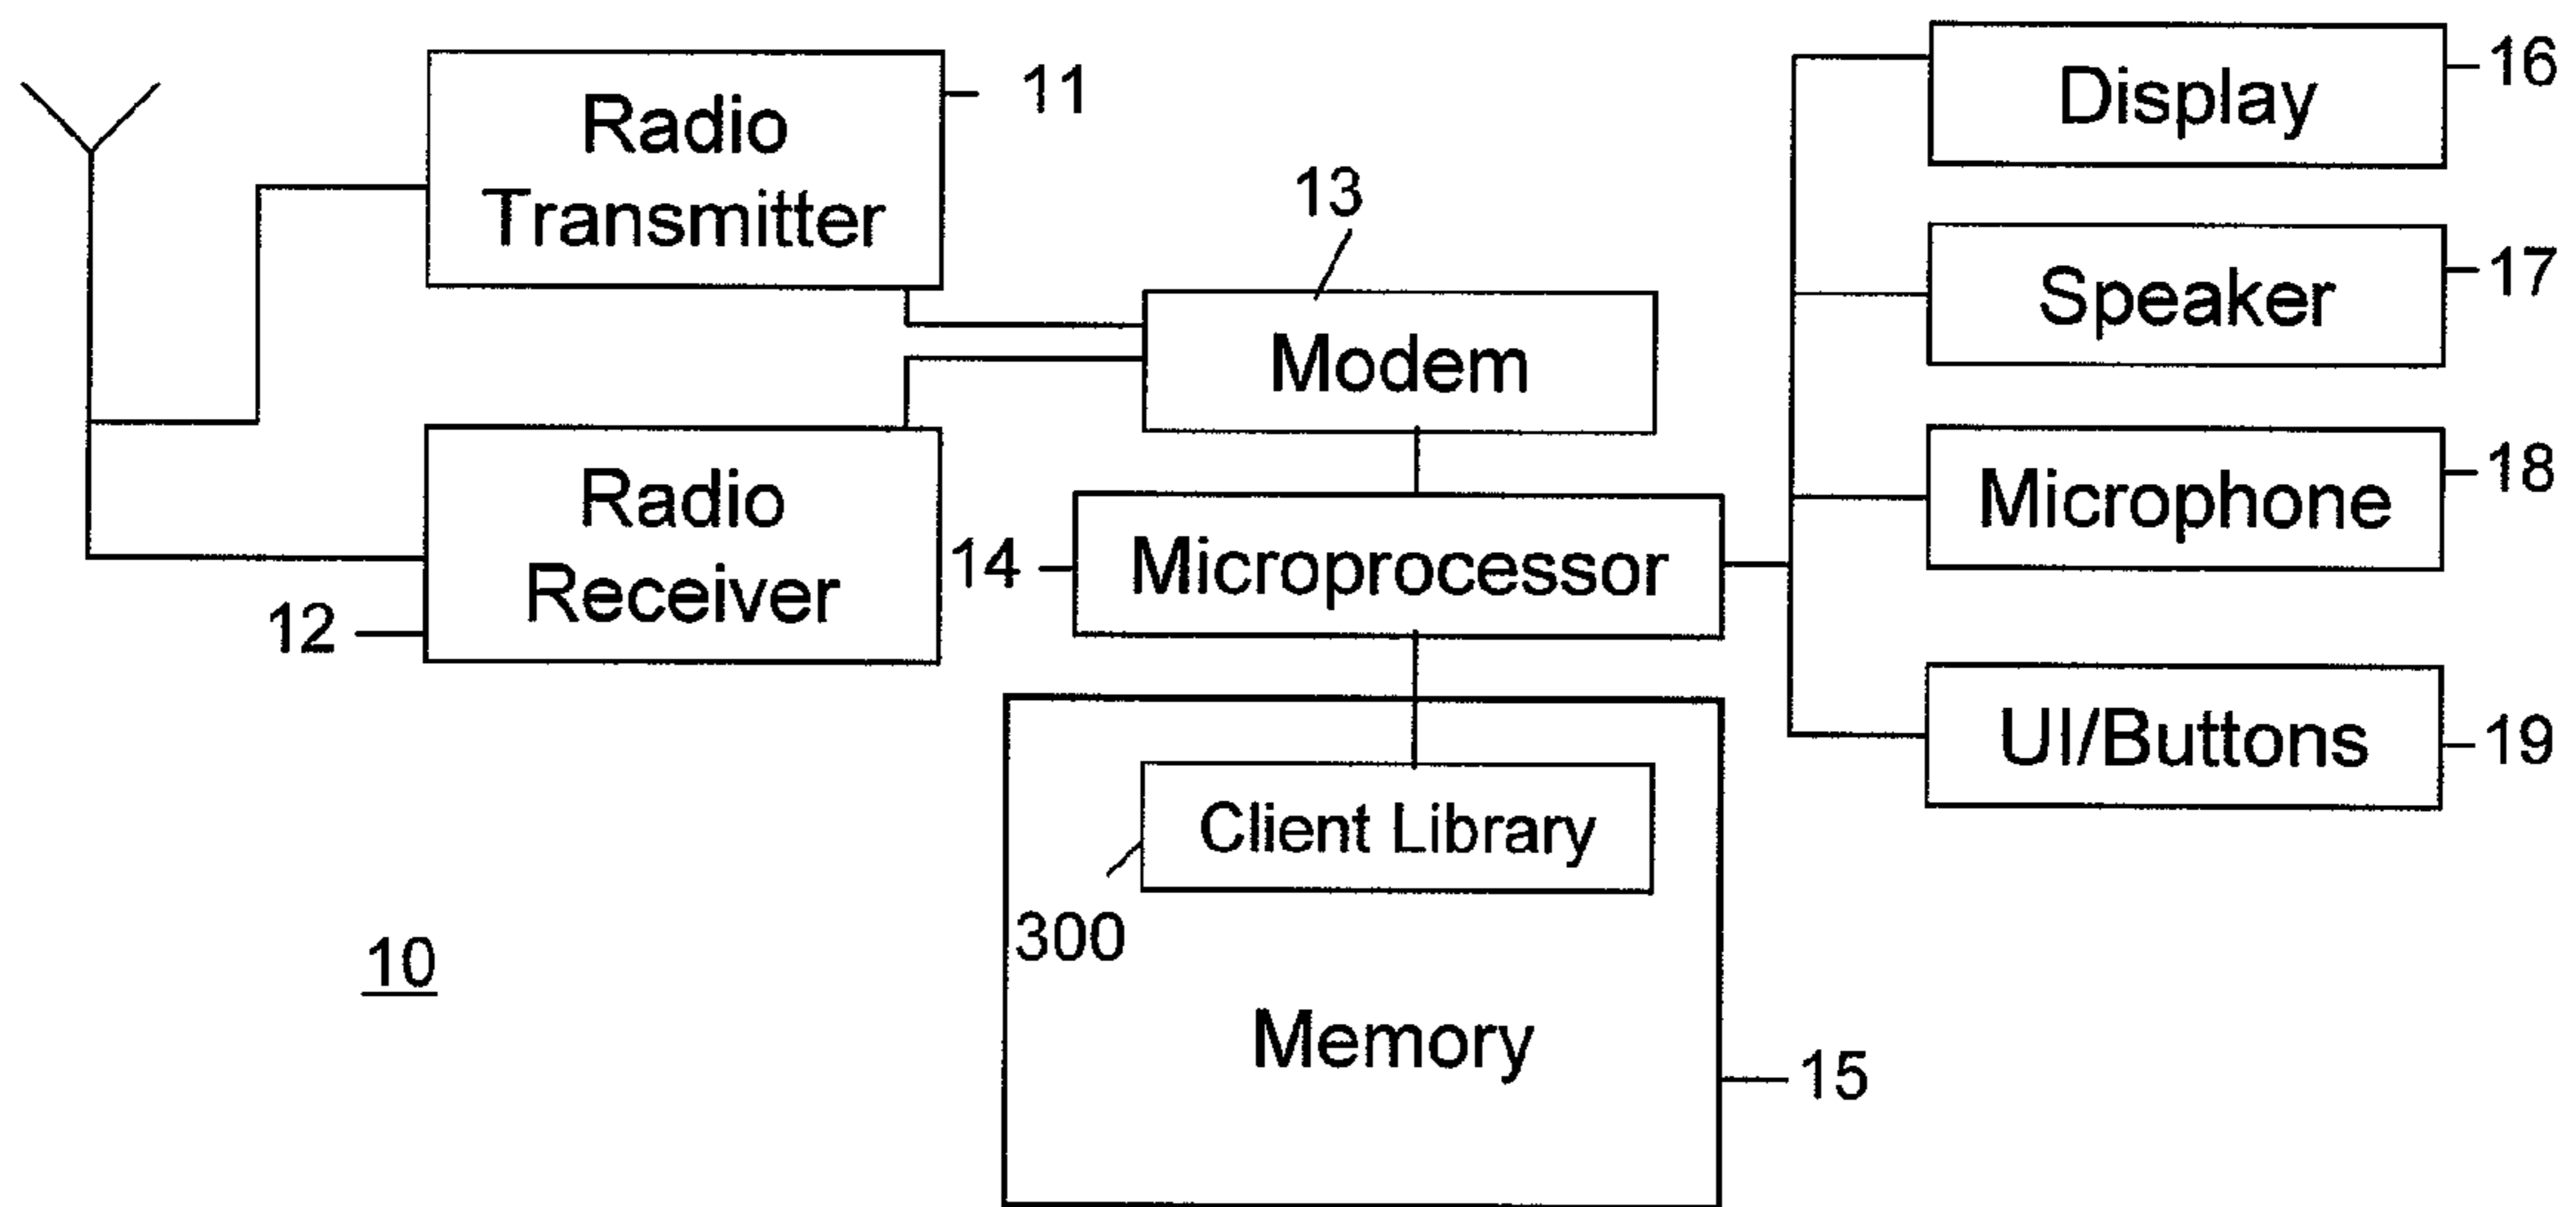 Radio
Transmitter
11
Radio
Receiver
12
13
Modem
14
Microprocessor
Client Library
300
Memory
15
Display
16
Speaker
17
Microphone
18
UI/Buttons
19
10